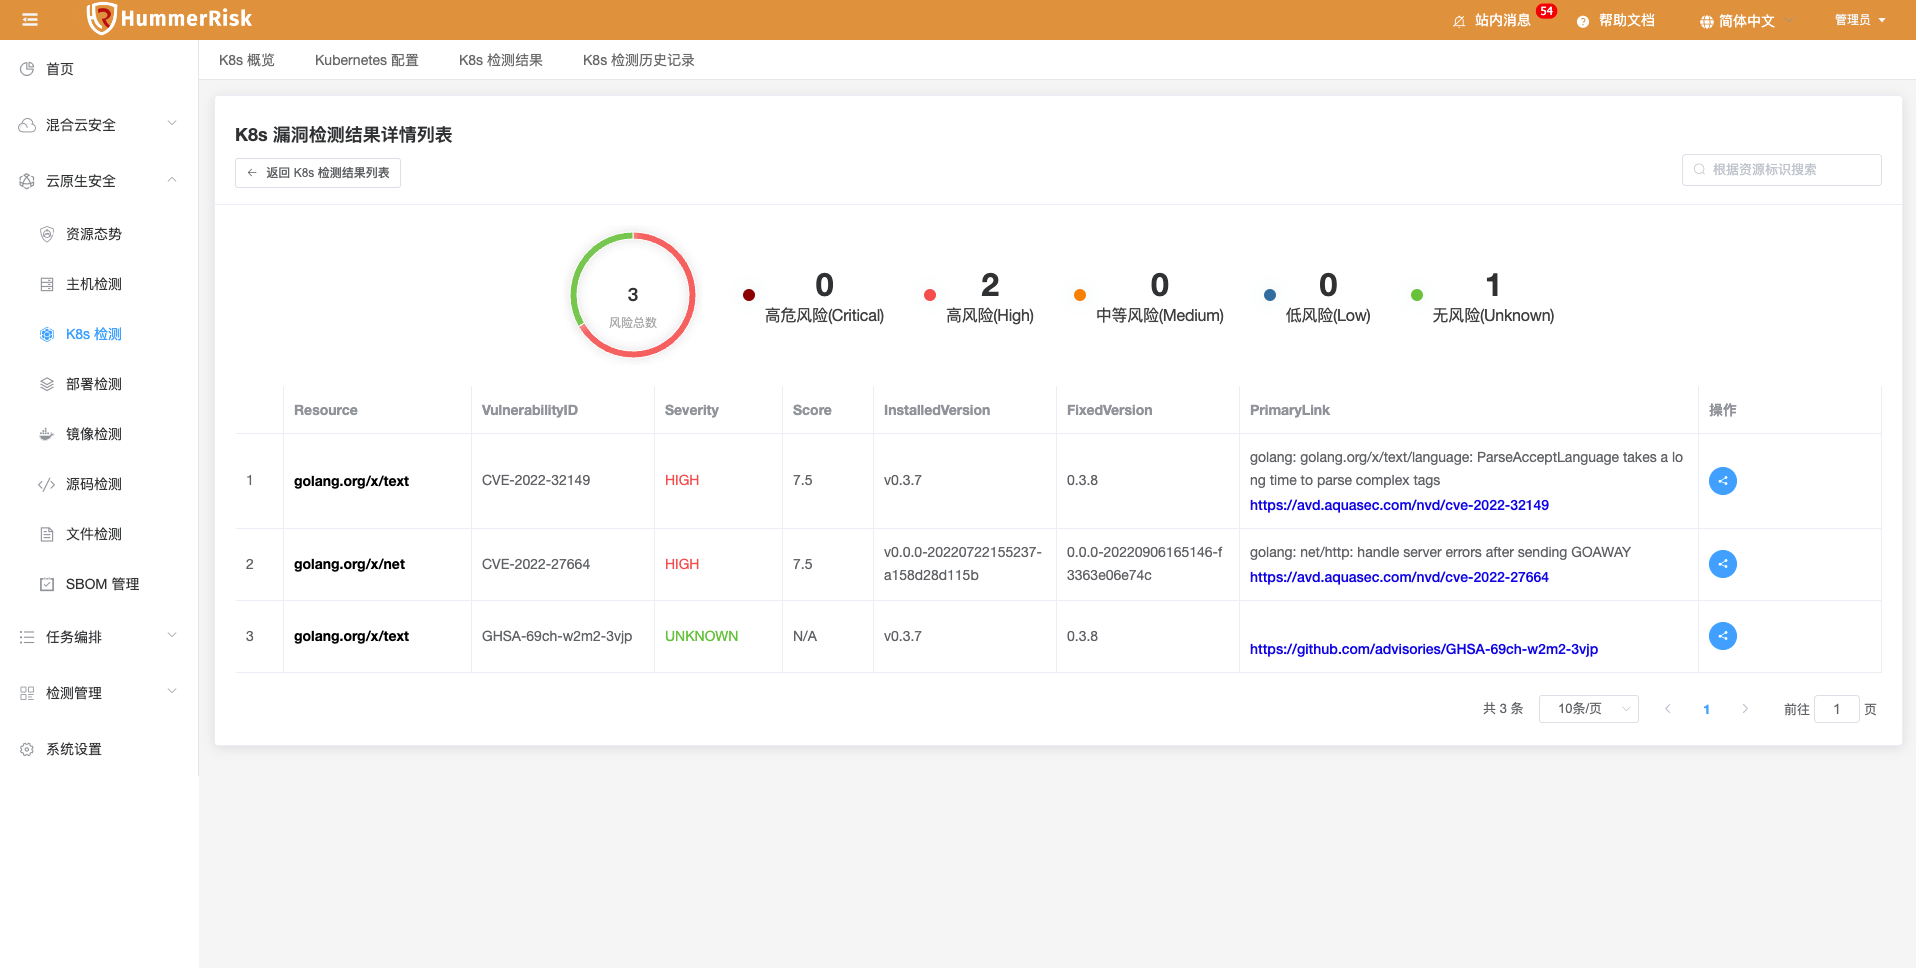 HummerRisk
站内消息 54
帮助文档
简体中文
管理员
首页
混合云安全
云原生安全
资源态势
主机检测
K8s 检测
部署检测
镜像检测
源码检测
文件检测
SBOM 管理
任务编排
检测管理
系统设置
K8s 概览
Kubernetes 配置
K8s 检测结果
K8s 检测历史记录
K8s 漏洞检测结果详情列表
返回 K8s 检测结果列表
根据资源标识搜索
3
风险总数
0
高危风险(Critical)
2
高风险(High)
0
中等风险(Medium)
0
低风险(Low)
1
无风险(Unknown)
Resource VulnerabilityID Severity Score InstalledVersion FixedVersion PrimaryLink 操作
1 golang.org/x/text CVE-2022-32149 HIGH 7.5 v0.3.7 0.3.8
golang: golang.org/x/text/language: ParseAcceptLanguage takes a lo
ng time to parse complex tags
https://avd.aquasec.com/nvd/cve-2022-32149
2 golang.org/x/net CVE-2022-27664 HIGH 7.5
v0.0.0-20220722155237-
a158d28d115b
0.0.0-20220906165146-f
3363e06e74c
golang: net/http: handle server errors after sending GOAWAY
https://avd.aquasec.com/nvd/cve-2022-27664
3 golang.org/x/text GHSA-69ch-w2m2-3vjp UNKNOWN N/A v0.3.7 0.3.8
https://github.com/advisories/GHSA-69ch-w2m2-3vjp
共 3 条 10条/页 1 前往 1 页